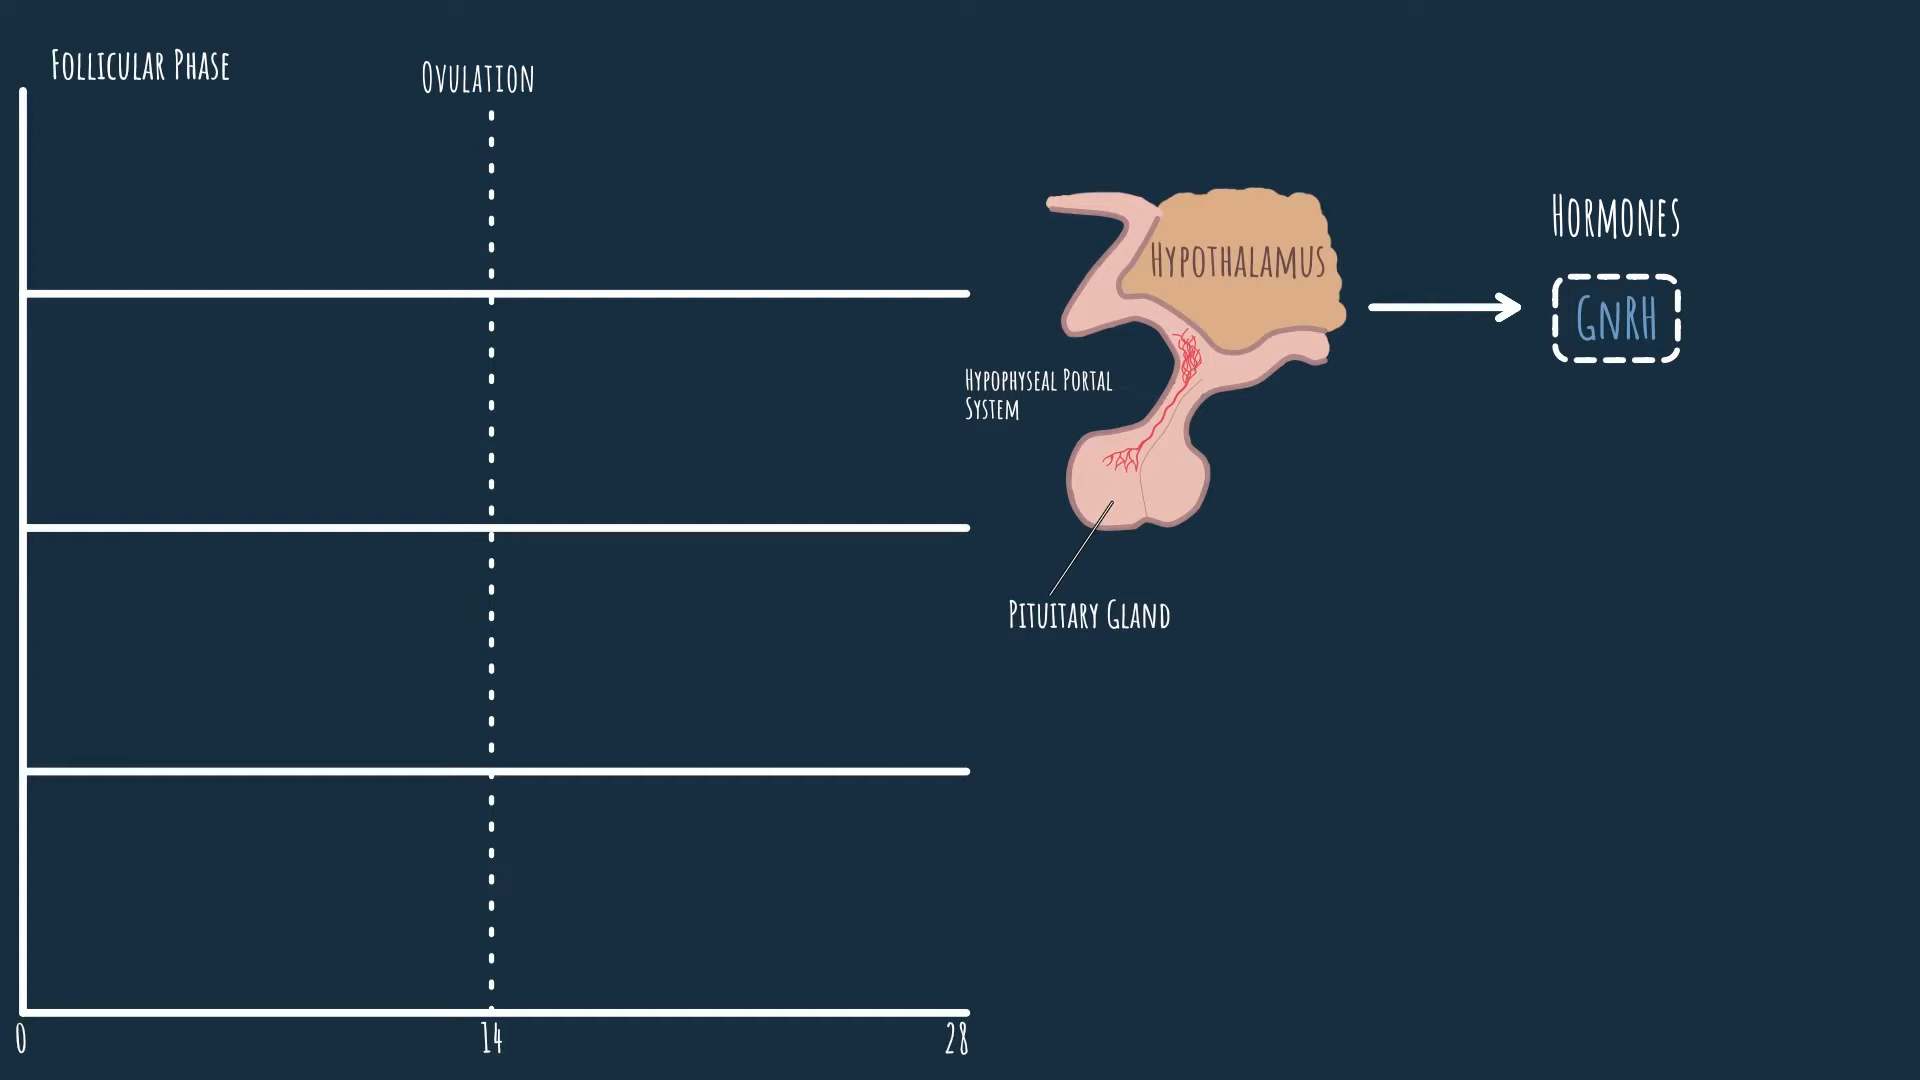 Follicular Phase
Ovulation
Hypothalamus
Hormones
GnRH
Hypophyseal Portal
System
Pituitary Gland
0
14
28